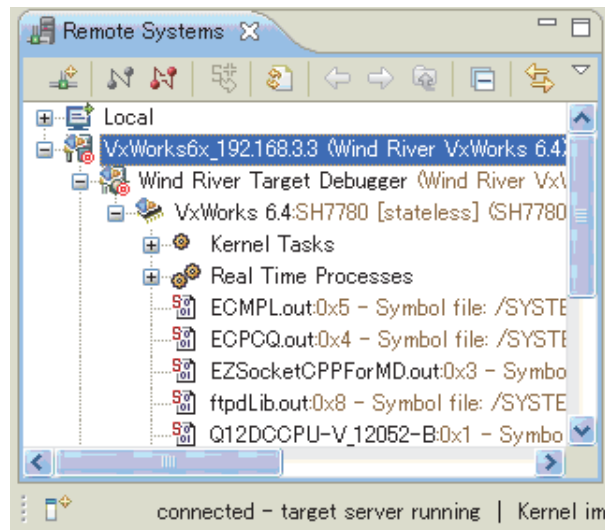 Remote Systems
Local
VxWorks6x_192.168.3.3 (Wind River VxWorks 6.4)
Wind River Target Debugger (Wind River Vx
VxWorks 6.4:SH7780 [stateless] (SH7780
Kernel Tasks
Real Time Processes
ECMPL.out:0x5 - Symbol file: /SYSTE
ECPCQ.out:0x4 - Symbol file: /SYSTE
EZSocketCPPForMD.out:0x3 - Symbo
ftpdLib.out:0x8 - Symbol file: /SYSTE
Q12DCCPU-V_12052-B:0x1 - Symbo
connected - target server running | Kernel im